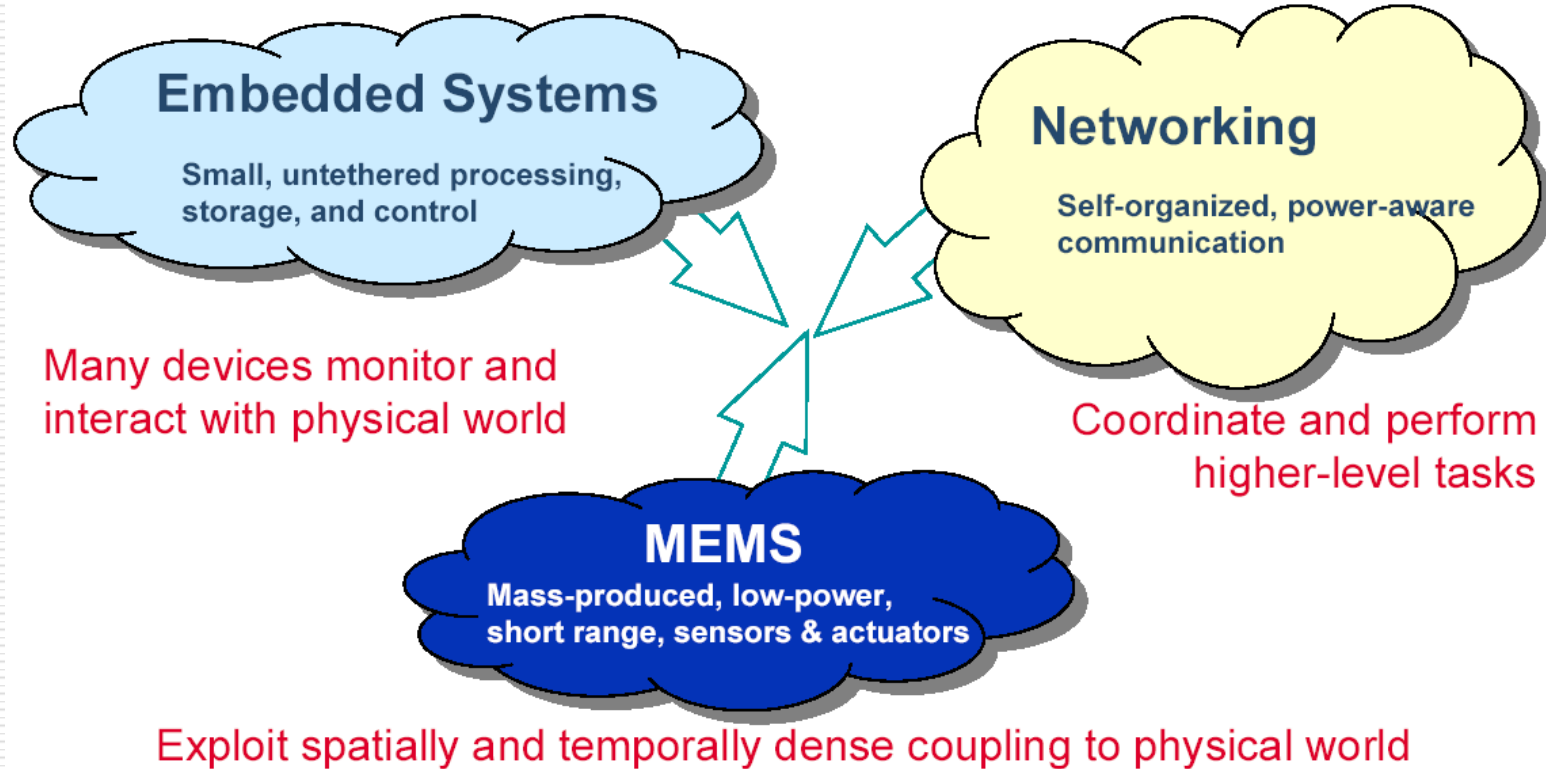 Embedded Systems
Small, untethered processing,
storage, and control
Networking
Self-organized, power-aware
communication
Many devices monitor and
interact with physical world
Coordinate and perform
higher-level tasks
MEMS
Mass-produced, low-power,
short range, sensors & actuators
Exploit spatially and temporally dense coupling to physical world